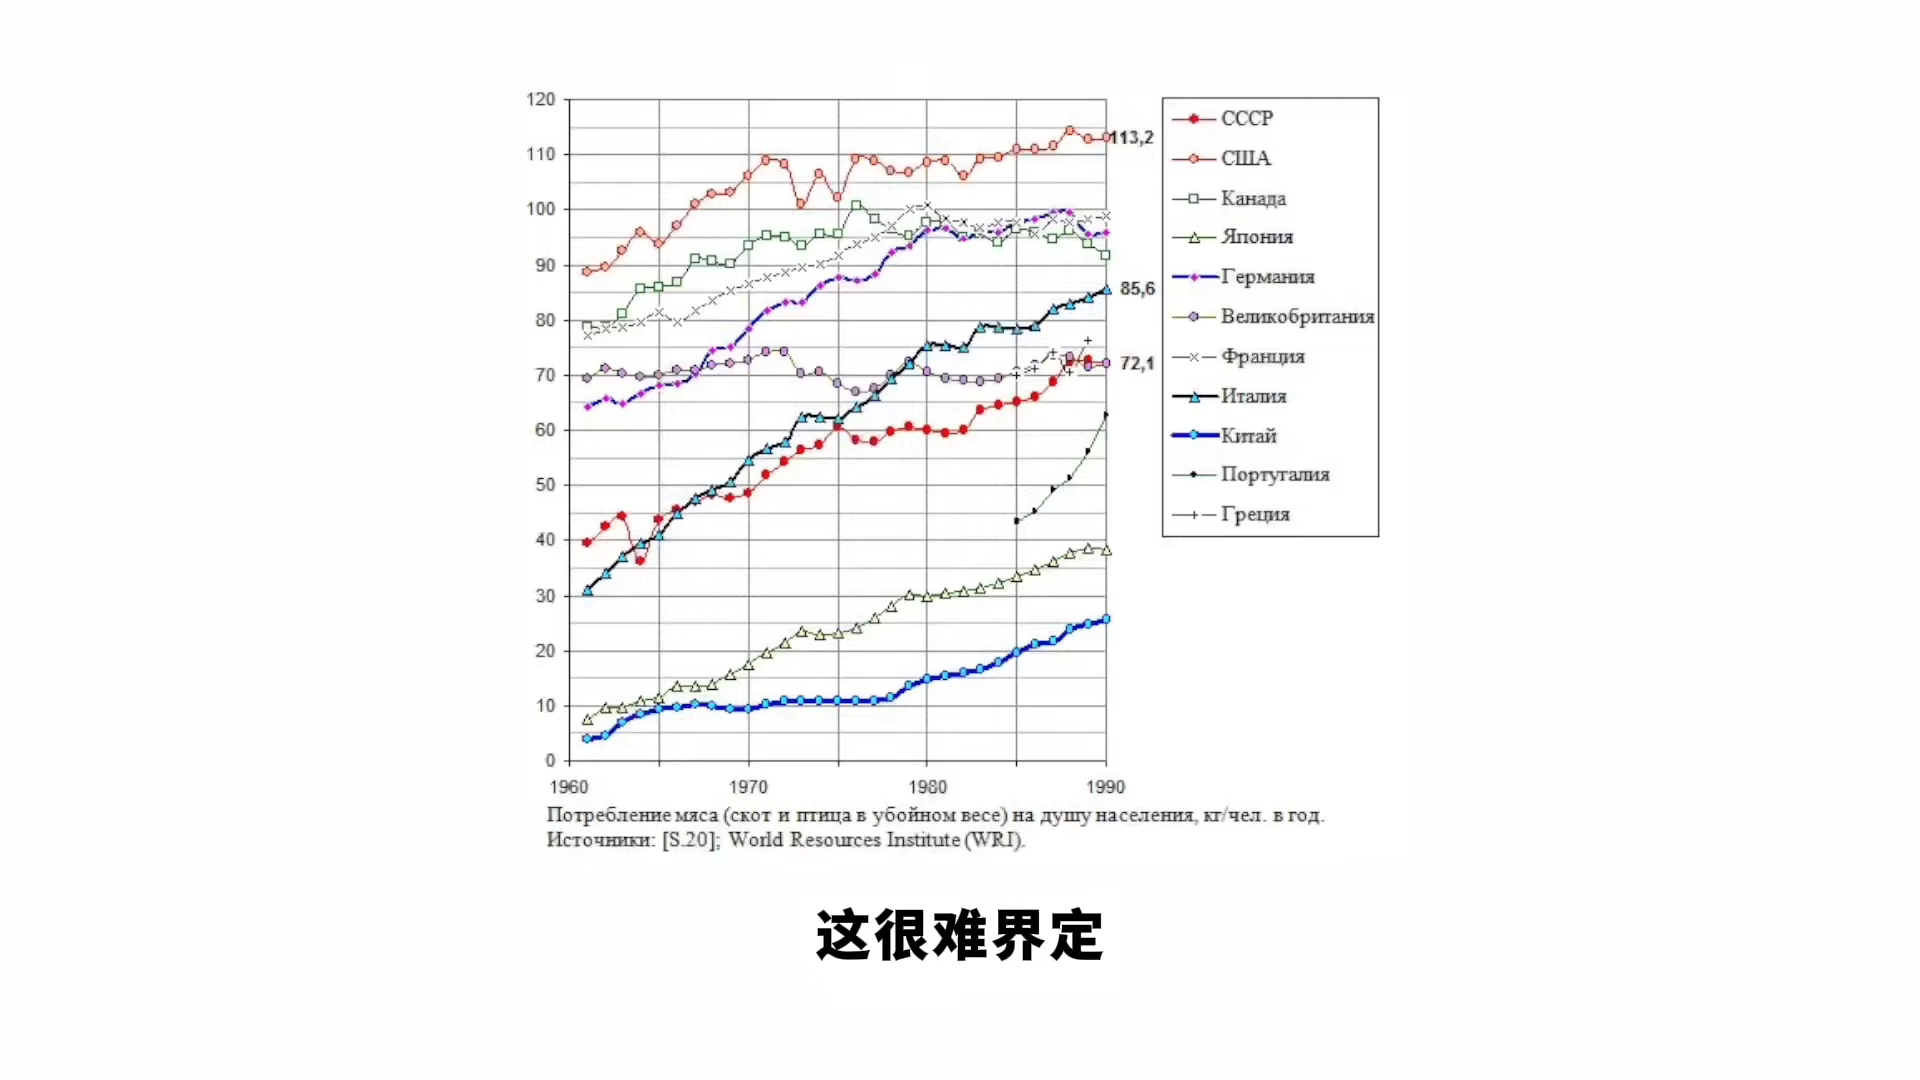 120
110
100
90
80
70
60
50
40
30
20
10
0
1960
1970
1980
1990
113,2
85,6
72,1
СССР
США
Канада
Япония
Германия
Великобритания
Франция
Италия
Китай
Португалия
Греция
Потребление мяса (скот и птица в убойном весе) на душу населения, кг/чел. в год.
Источники: [S.20]; World Resources Institute (WRI).
这很难界定